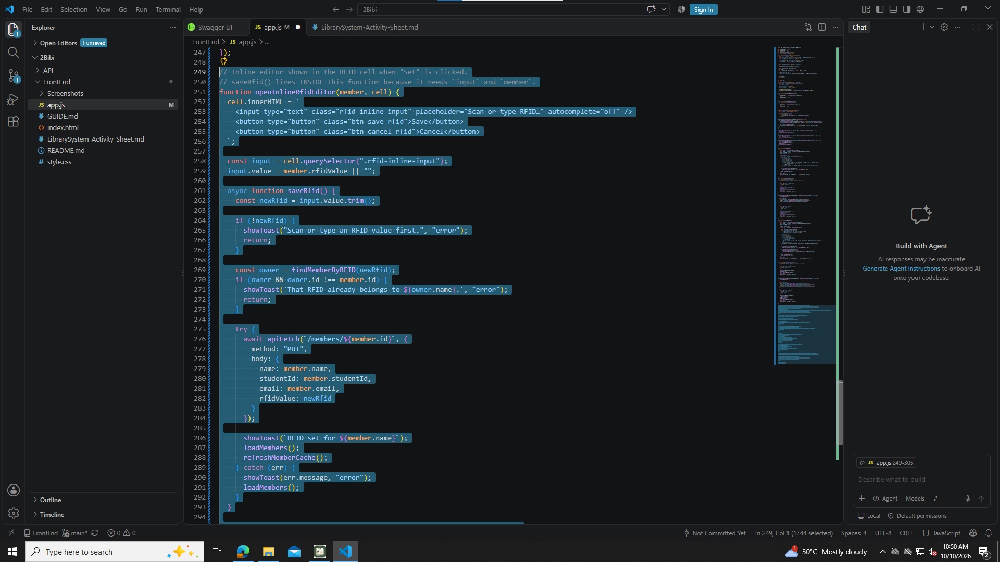 File Edit Selection View Go Run Terminal Help
2Bibi
Sign In
Explorer
Open Editors 1 unsaved
2Bibi
API
FrontEnd
Screenshots
JS app.js M
GUIDE.md
index.html
LibrarySystem-Activity-Sheet.md
README.md
# style.css
Outline
Timeline
Swagger UI
JS app.js M
LibrarySystem-Activity-Sheet.md
FrontEnd > JS app.js > ...
247 });
248
249 // Inline editor shown in the RFID cell when "Set" is clicked.
250 // saveRfid() lives INSIDE this function because it needs `input` and `member`.
251 function openInlineRfidEditor(member, cell) {
252 cell.innerHTML = `
253 <input type="text" class="rfid-inline-input" placeholder="Scan or type RFID…" autocomplete="off" />
254 <button type="button" class="btn-save-rfid">Save</button>
255 <button type="button" class="btn-cancel-rfid">Cancel</button>
256 `;
257
258 const input = cell.querySelector(".rfid-inline-input");
259 input.value = member.rfidValue || "";
260
261 async function saveRfid() {
262 const newRfid = input.value.trim();
263
264 if (!newRfid) {
265 showToast("Scan or type an RFID value first.", "error");
266 return;
267 }
268
269 const owner = findMemberByRFID(newRfid);
270 if (owner && owner.id !== member.id) {
271 showToast(`That RFID already belongs to ${owner.name}.`, "error");
272 return;
273 }
274
275 try {
276 await apiFetch(`/members/${member.id}`, {
277 method: "PUT",
278 body: {
279 name: member.name,
280 studentId: member.studentId,
281 email: member.email,
282 rfidValue: newRfid
283 }
284 });
285
286 showToast(`RFID set for ${member.name}`);
287 loadMembers();
288 refreshMemberCache();
289 } catch (err) {
290 showToast(err.message, "error");
291 loadMembers();
292 }
293 }
294
Chat
Build with Agent
AI responses may be inaccurate
Generate Agent Instructions to onboard AI
onto your codebase.
JS app.js:249-305
Describe what to build
Agent Models
Local Default permissions
FrontEnd main* 0 0
Not Committed Yet Ln 249, Col 1 (1744 selected) Spaces: 4 UTF-8 CRLF {} JavaScript
Type here to search
1 30°C Mostly cloudy
10:50 AM
10/10/2026
2